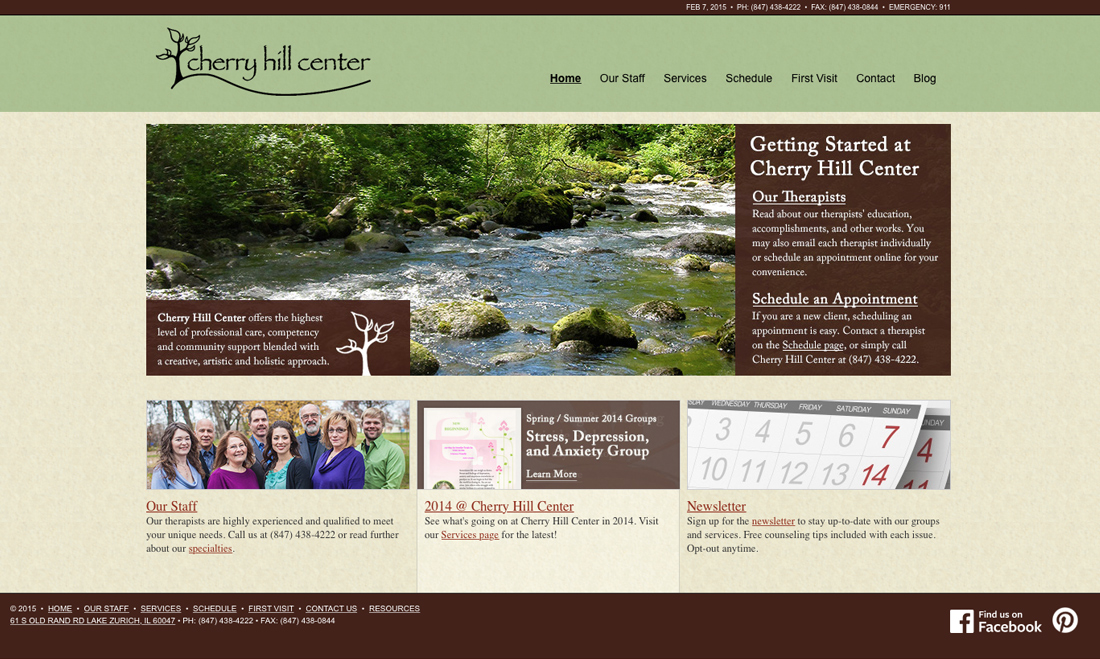 FEB 7, 2015 • PH: (847) 438-4222 • FAX: (847) 438-0844 • EMERGENCY: 911
cherry hill center
Home Our Staff Services Schedule First Visit Contact Blog
Getting Started at
Cherry Hill Center
Our Therapists
Read about our therapists' education,
accomplishments, and other works. You
may also email each therapist individually
or schedule an appointment online for your
convenience.
Schedule an Appointment
If you are a new client, scheduling an
appointment is easy. Contact a therapist
on the Schedule page, or simply call
Cherry Hill Center at (847) 438-4222.
Cherry Hill Center offers the highest
level of professional care, competency
and community support blended with
a creative, artistic and holistic approach.
Spring / Summer 2014 Groups
Stress, Depression,
and Anxiety Group
Learn More
WEDNESDAY THURSDAY FRIDAY SATURDAY SUNDAY
3 4 5 6 7 4
10 11 12 13 14 11
Our Staff
Our therapists are highly experienced and qualified to meet
your unique needs. Call us at (847) 438-4222 or read further
about our specialties.
2014 @ Cherry Hill Center
See what's going on at Cherry Hill Center in 2014. Visit
our Services page for the latest!
Newsletter
Sign up for the newsletter to stay up-to-date with our groups
and services. Free counseling tips included with each issue.
Opt-out anytime.
© 2015 • HOME • OUR STAFF • SERVICES • SCHEDULE • FIRST VISIT • CONTACT US • RESOURCES
61 S OLD RAND RD LAKE ZURICH, IL 60047 • PH: (847) 438-4222 • FAX: (847) 438-0844
Find us on
Facebook